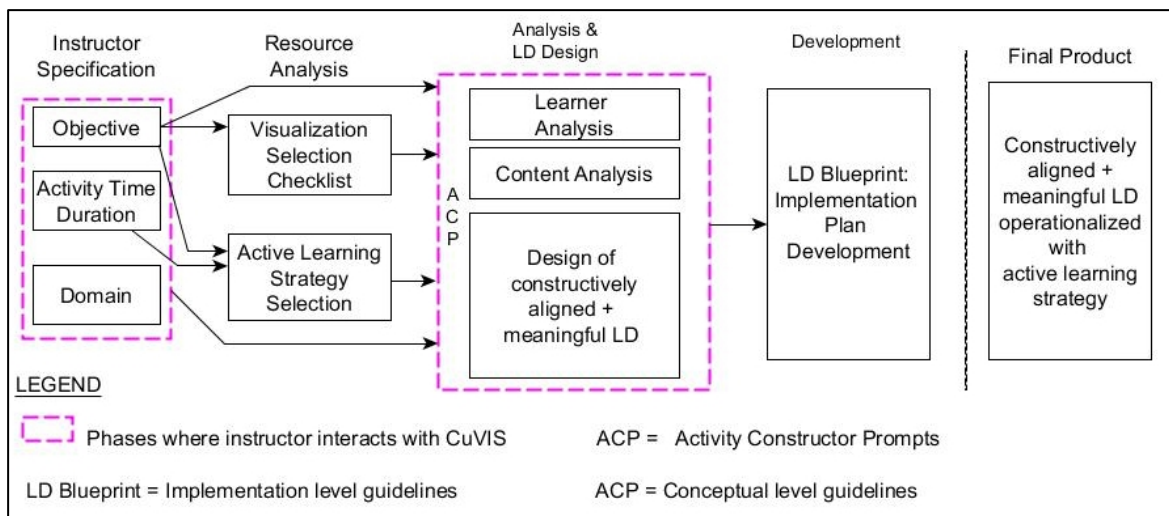 Instructor
Specification
Resource
Analysis
Analysis &
LD Design
Development
Final Product
Objective
Activity Time
Duration
Domain
Visualization
Selection
Checklist
Active Learning
Strategy
Selection
A
C
P
Learner
Analysis
Content Analysis
Design of
constructively
aligned +
meaningful LD
LD Blueprint:
Implementation
Plan
Development
Constructively
aligned +
meaningful LD
operationalized
with
active learning
strategy
LEGEND
Phases where instructor interacts with CuVIS
ACP = Activity Constructor Prompts
LD Blueprint = Implementation level guidelines
ACP = Conceptual level guidelines